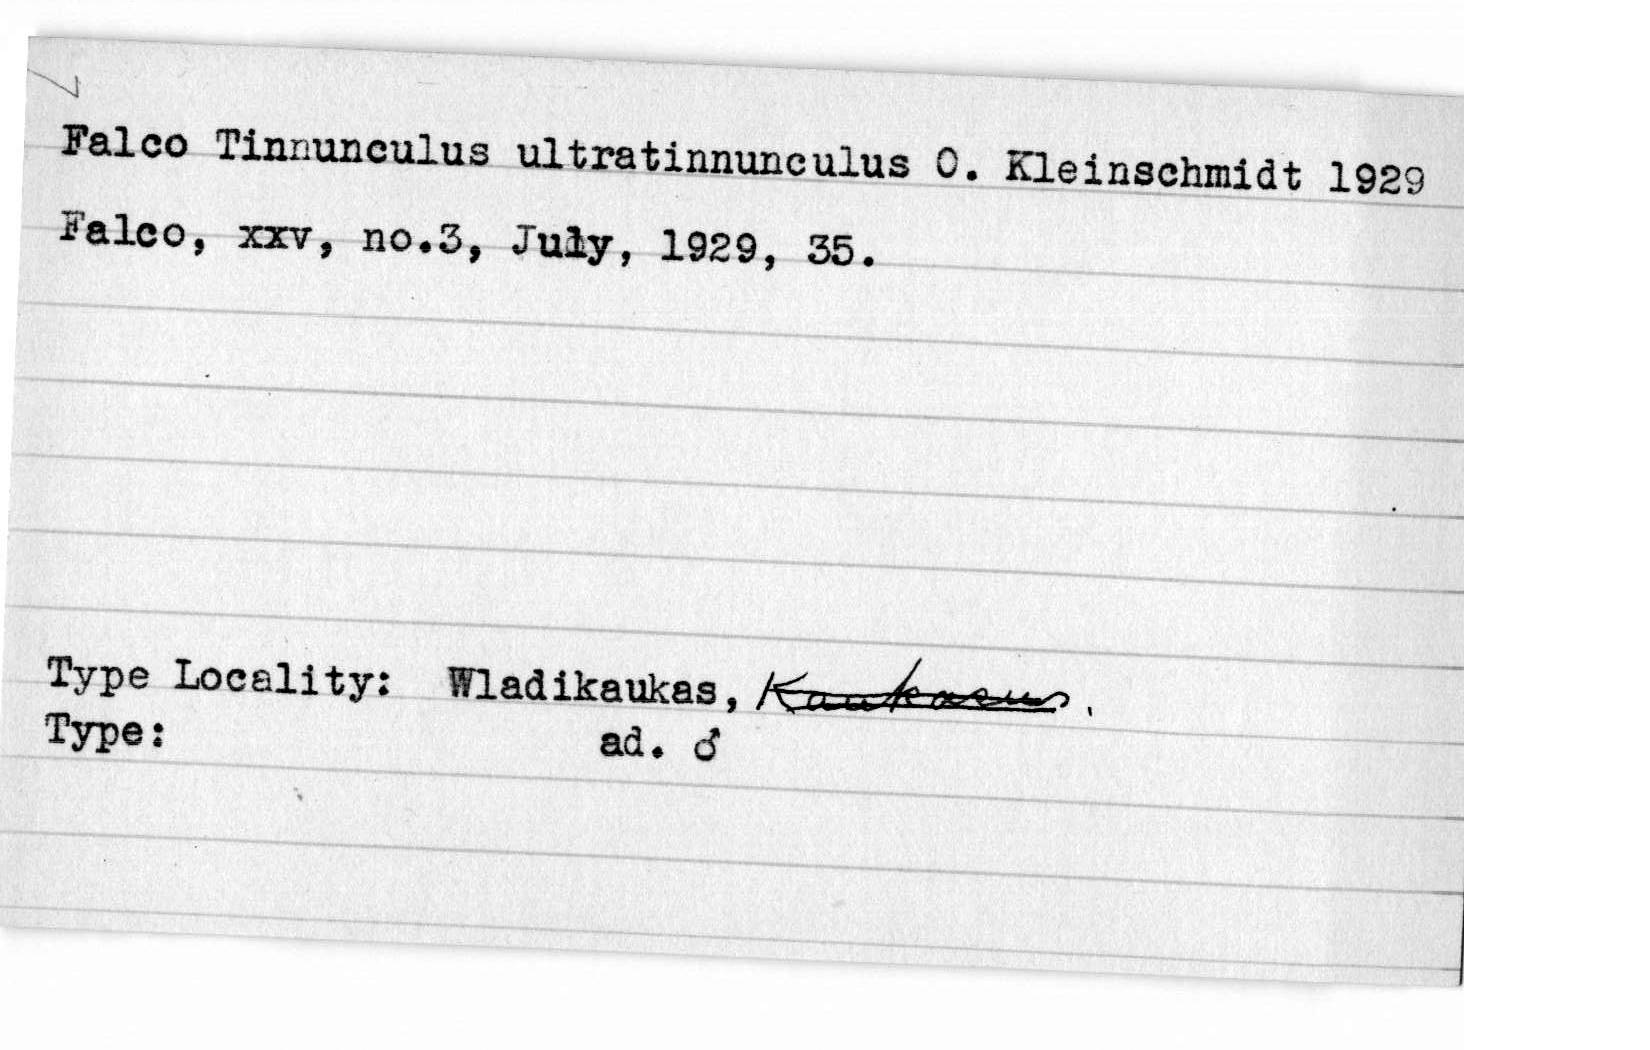 Falco Tinnunculus ultratinnunculus O. Kleinschmidt 1929
Falco, xxv, no.3, July, 1929, 35.
Type Locality: Wladikaukas, Kaukasus.
Type: ad. ♂